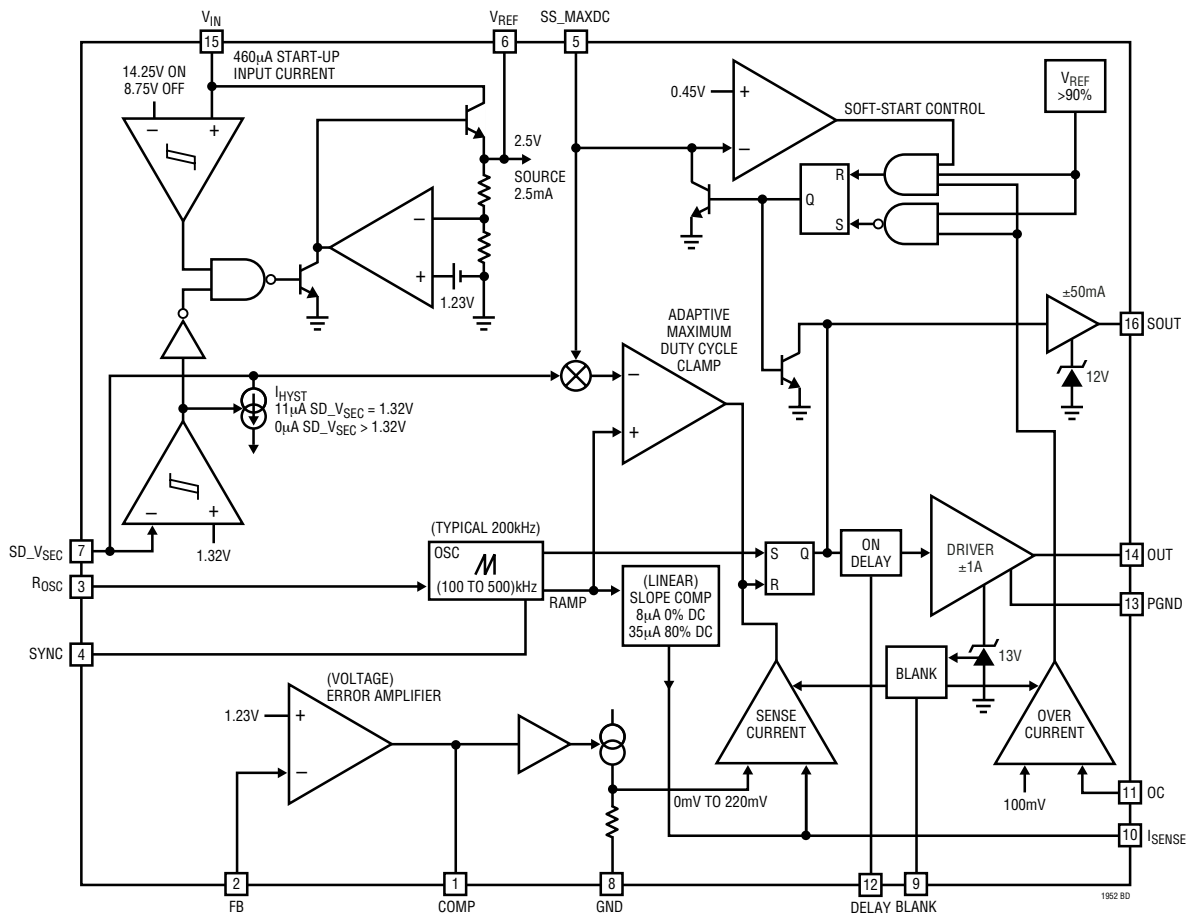 VIN
15
VREF
6
SS_MAXDC
5
460μA START-UP
INPUT CURRENT
14.25V ON
8.75V OFF
–
+
2.5V
SOURCE
2.5mA
–
+
1.23V
0.45V
+
–
SOFT-START CONTROL
VREF
>90%
R
Q
S
±50mA
16
SOUT
12V
ADAPTIVE
MAXIMUM
DUTY CYCLE
CLAMP
–
+
IHYST
11μA SD_VSEC = 1.32V
0μA SD_VSEC > 1.32V
–
+
1.32V
SD_VSEC
7
ROSC
3
SYNC
4
(TYPICAL 200kHz)
OSC
(100 TO 500)kHz
RAMP
(LINEAR)
SLOPE COMP
8μA 0% DC
35μA 80% DC
S
Q
R
ON
DELAY
DRIVER
±1A
14
OUT
13
PGND
13V
BLANK
(VOLTAGE)
ERROR AMPLIFIER
1.23V
+
–
SENSE
CURRENT
OVER
CURRENT
0mV TO 220mV
100mV
11
OC
10
ISENSE
2
FB
1
COMP
8
GND
12
DELAY
9
BLANK
1952 BD